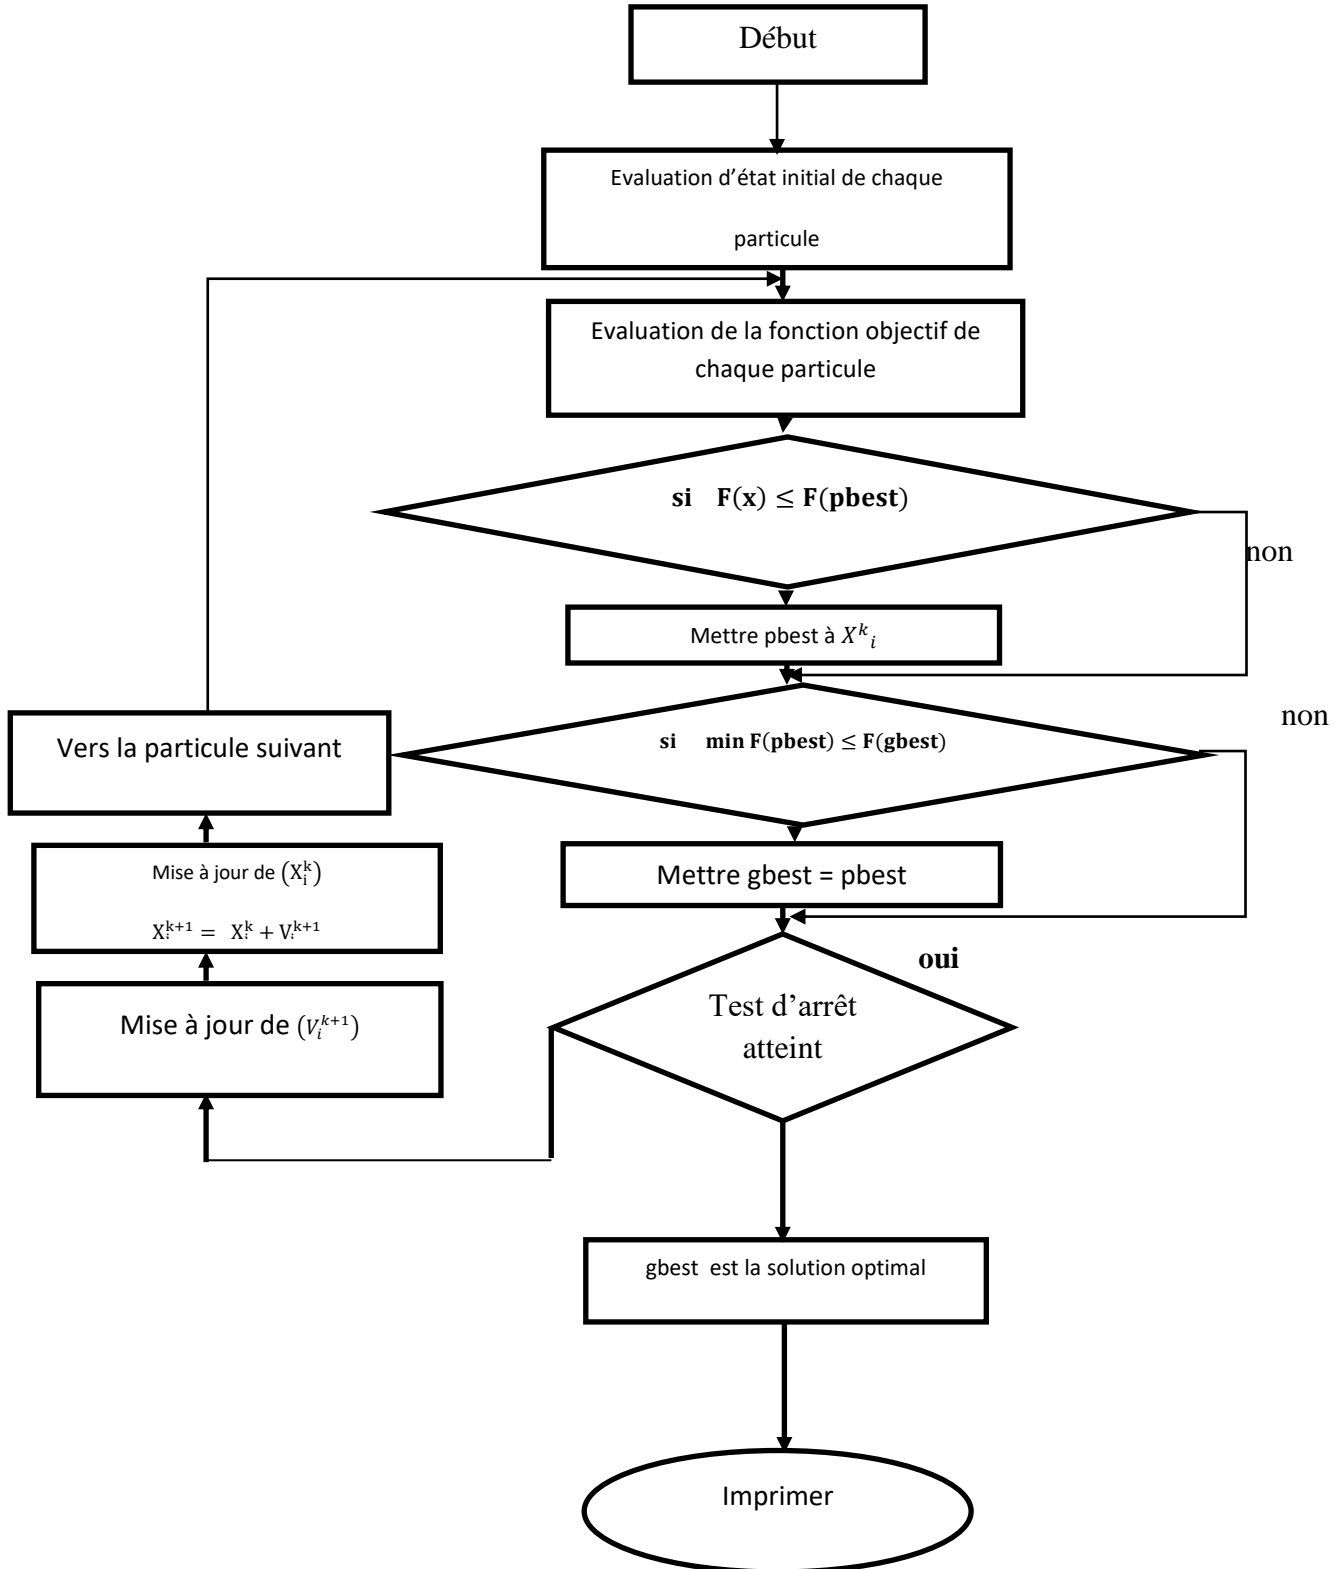 Début
Evaluation d’état initial de chaque
particule
Evaluation de la fonction objectif de
chaque particule
si F(x) ≤ F(pbest)
non
Mettre pbest à X^k_i
non
Vers la particule suivant
si min F(pbest) ≤ F(gbest)
Mise à jour de (X_i^k)
X_i^{k+1} = X_i^k + V_i^{k+1}
Mettre gbest = pbest
oui
Mise à jour de (V_i^{k+1})
Test d’arrêt
atteint
gbest est la solution optimal
Imprimer